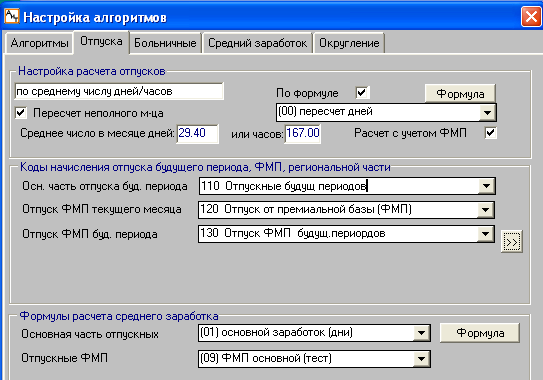 Настройка алгоритмов
Алгоритмы Отпуска Больничные Средний заработок Округление
Настройка расчета отпусков
по среднему числу дней/часов По формуле Формула
Пересчет неполного м-ца (00) пересчет дней
Среднее число в месяце дней: 29.40 или часов: 167.00 Расчет с учетом ФМП
Коды начисления отпуска будущего периода, ФМП, региональной части
Осн. часть отпуска буд. периода 110 Отпускные будущ периодов
Отпуск ФМП текущего месяца 120 Отпуск от премиальной базы (ФМП)
Отпуск ФМП буд. периода 130 Отпуск ФМП будущ.периордов
>>
Формулы расчета среднего заработка
Основная часть отпускных (01) основной заработок (дни) Формула
Отпускные ФМП (09) ФМП основной (тест)